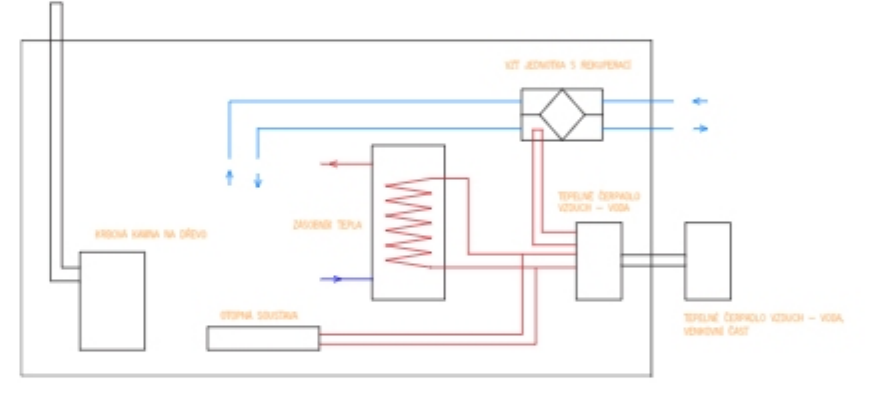 VZT JEDNOTKA S REKUPERACÍ
TEPELNÉ ČERPADLO
VZDUCH – VODA
ZÁSOBNÍK TEPLA
KRBOVÁ KAMNA NA DŘEVO
OTOPNÁ SOUSTAVA
TEPELNÉ ČERPADLO VZDUCH – VODA,
VENKOVNÍ ČÁST